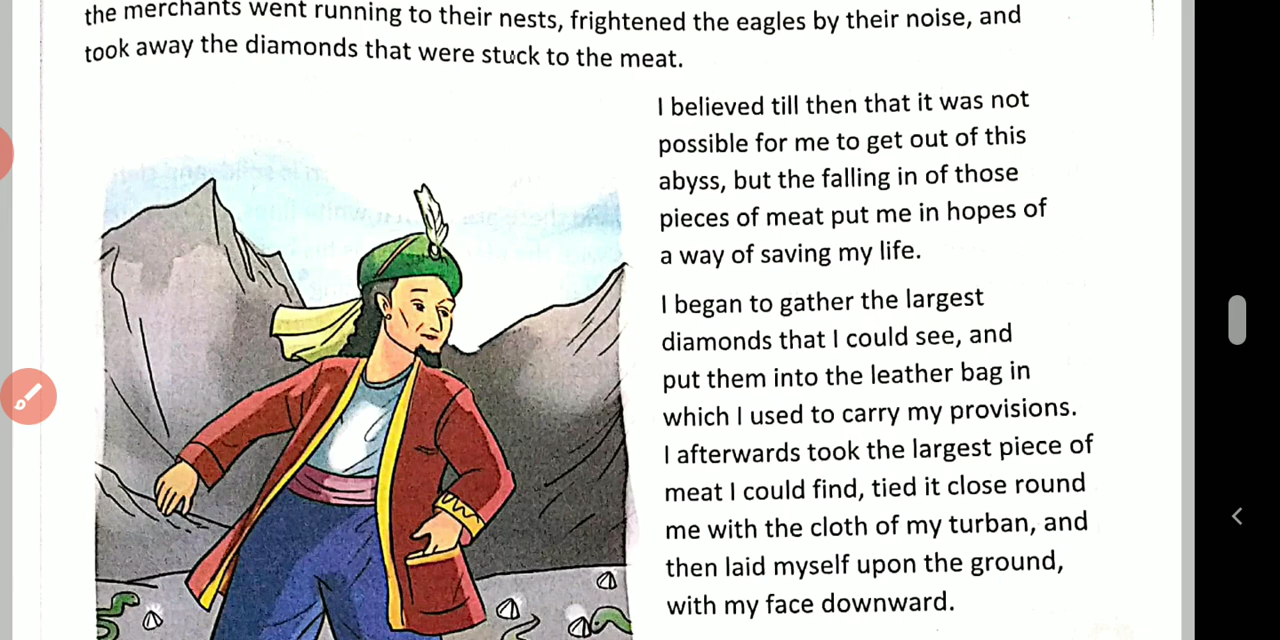 the merchants went running to their nests, frightened the eagles by their noise, and
took away the diamonds that were stuck to the meat.
I believed till then that it was not
possible for me to get out of this
abyss, but the falling in of those
pieces of meat put me in hopes of
a way of saving my life.
I began to gather the largest
diamonds that I could see, and
put them into the leather bag in
which I used to carry my provisions.
I afterwards took the largest piece of
meat I could find, tied it close round
me with the cloth of my turban, and
then laid myself upon the ground,
with my face downward.